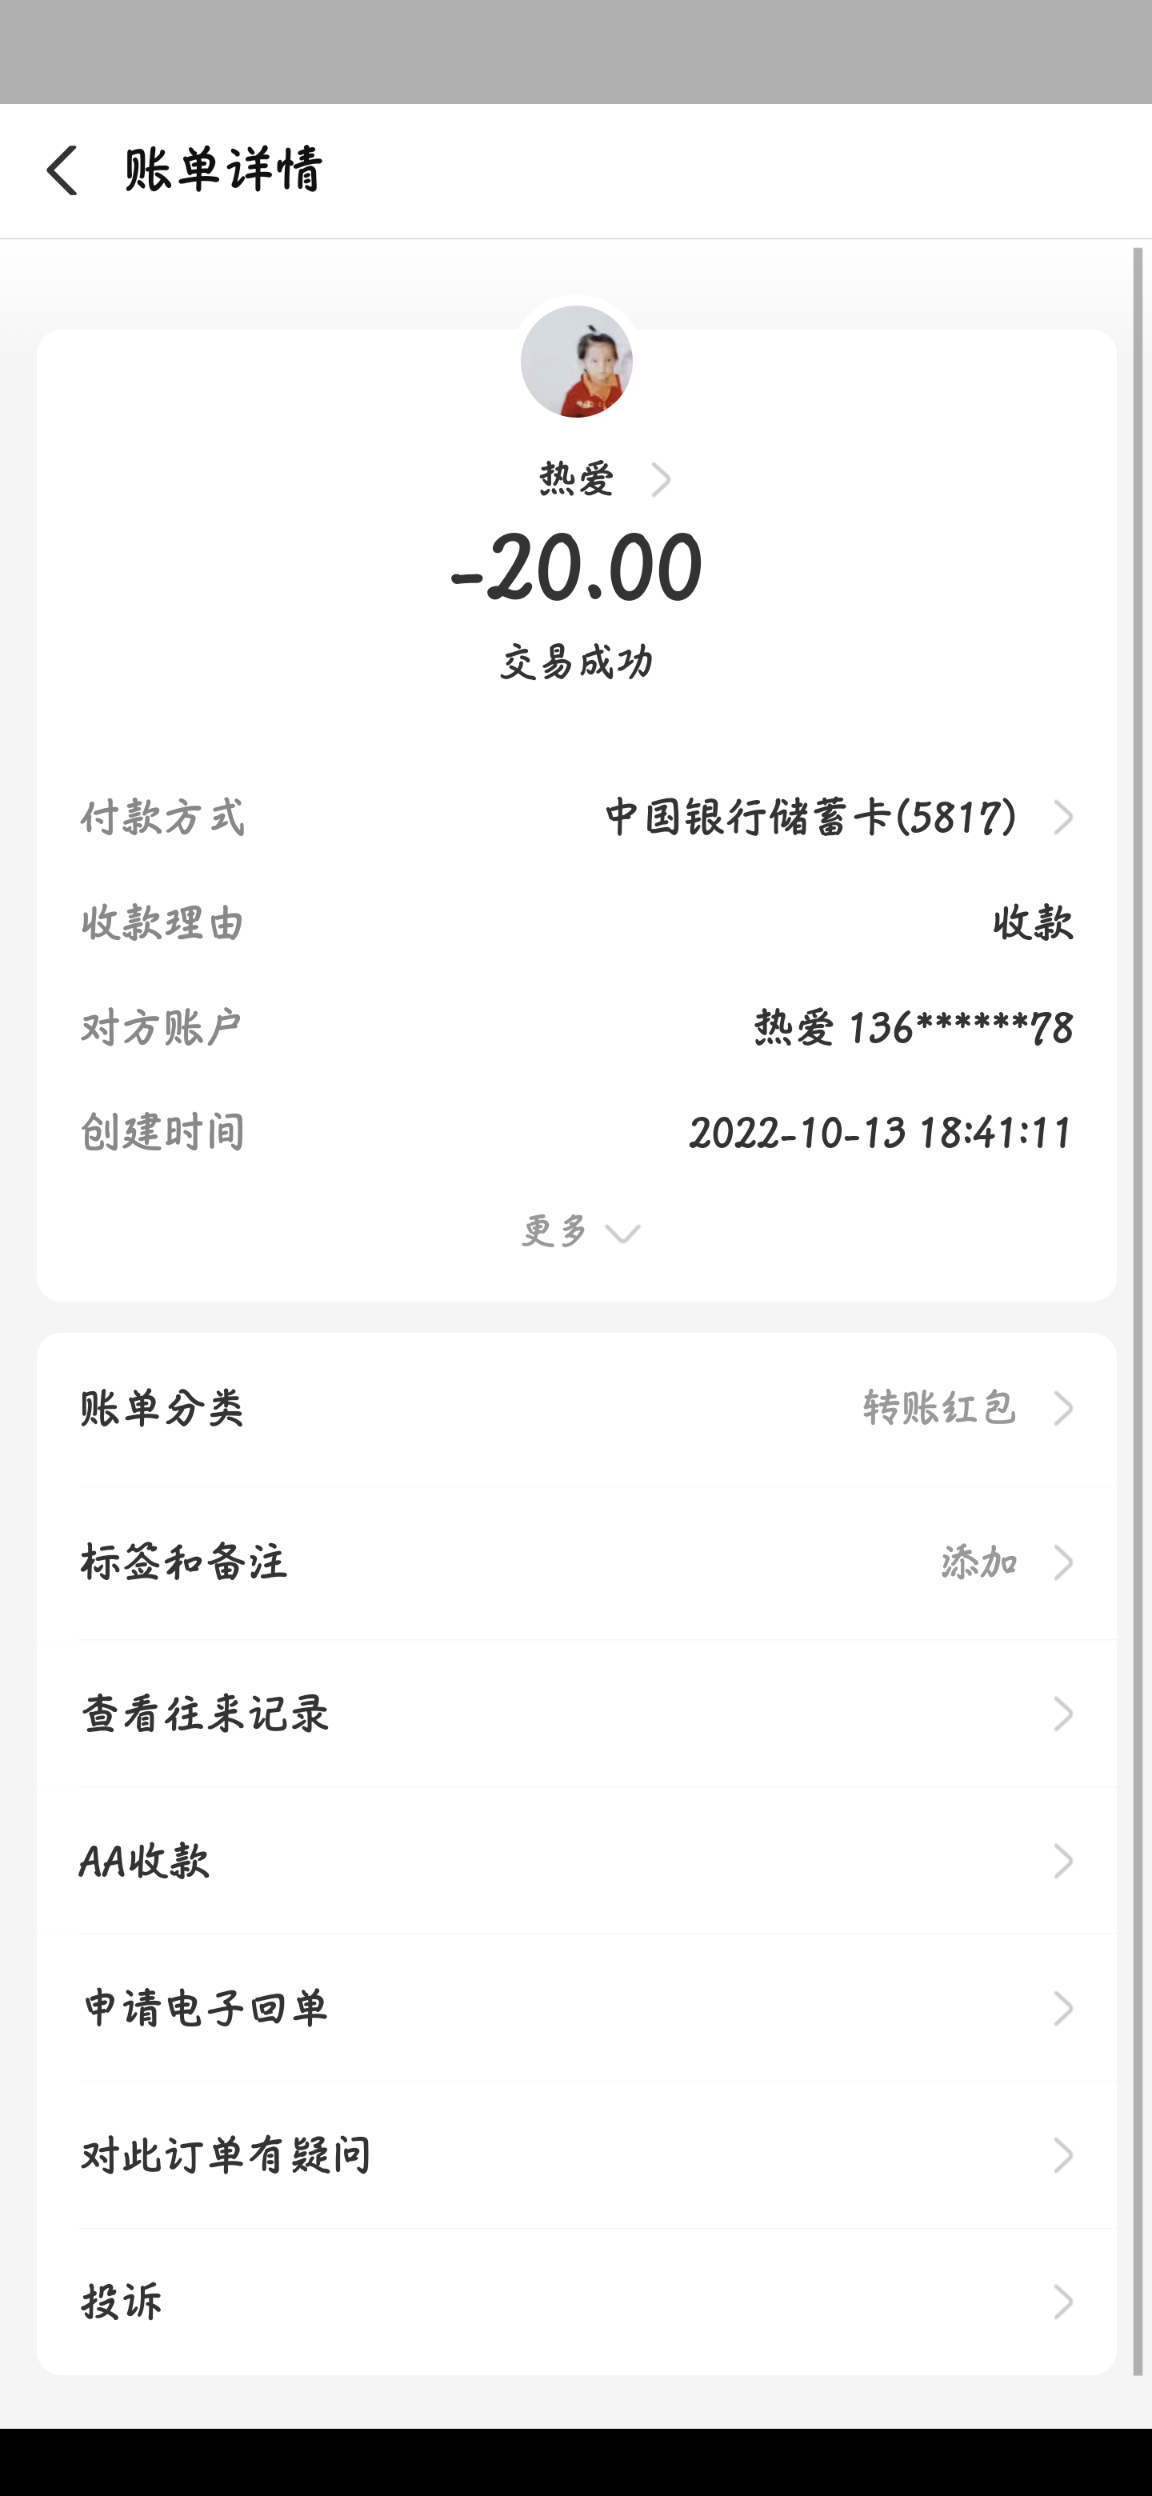 账单详情
热爱
-20.00
交易成功
付款方式 中国银行储蓄卡(5817)
收款理由 收款
对方账户 热爱 136******78
创建时间 2022-10-13 18:41:11
更多
账单分类 转账红包
标签和备注 添加
查看往来记录
AA收款
申请电子回单
对此订单有疑问
投诉